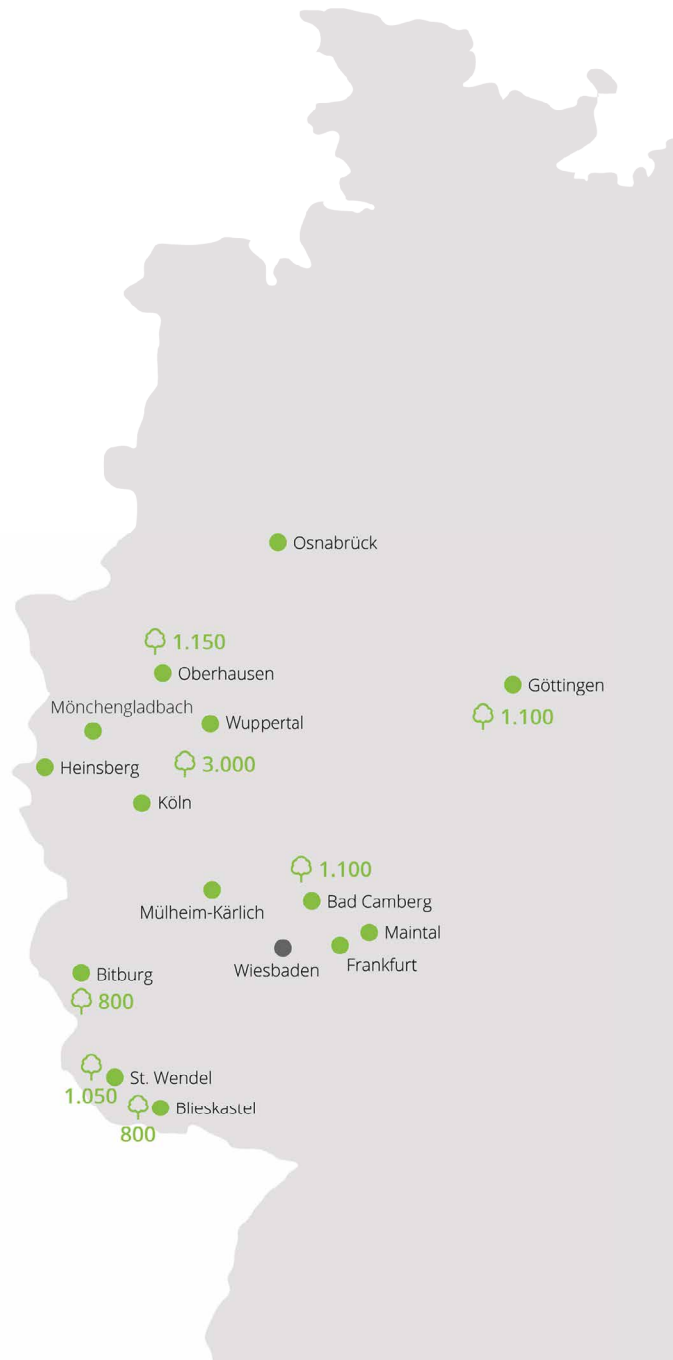 Osnabrück
1.150
Oberhausen
Göttingen
1.100
Mönchengladbach
Wuppertal
3.000
Heinsberg
Köln
1.100
Bad Camberg
Mülheim-Kärlich
Maintal
Frankfurt
Wiesbaden
Bitburg
800
St. Wendel
1.050
Blieskastel
800